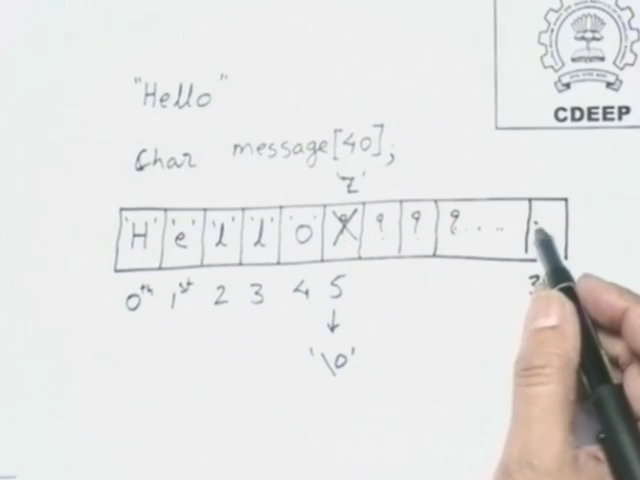 CDEEP
"Hello"
Char message[40];
'z'
'H' 'e' 'l' 'l' 'o' ? ? ? ? ...
0th 1st 2 3 4 5
↓
'\0'